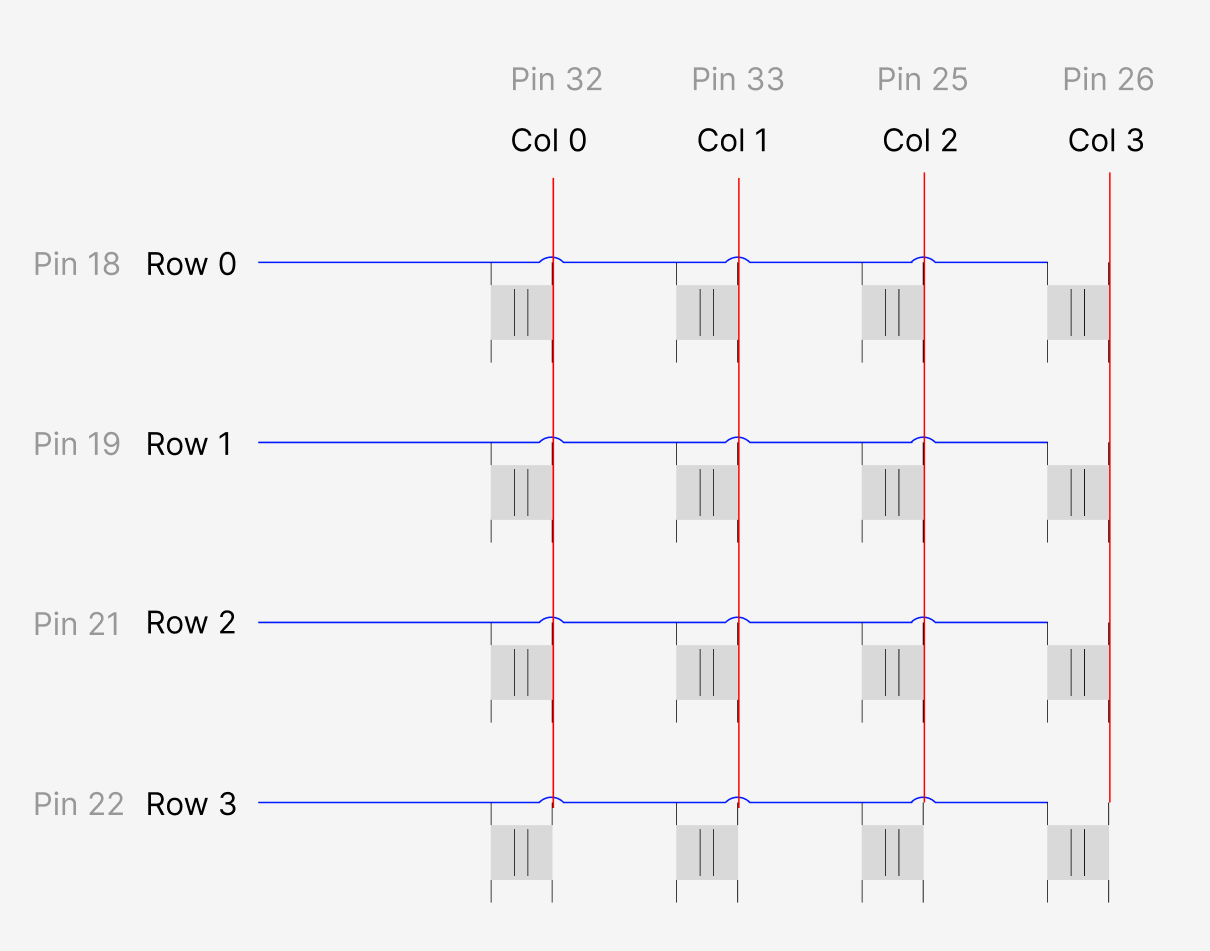 Pin 32 Pin 33 Pin 25 Pin 26
Col 0 Col 1 Col 2 Col 3
Pin 18 Row 0
Pin 19 Row 1
Pin 21 Row 2
Pin 22 Row 3